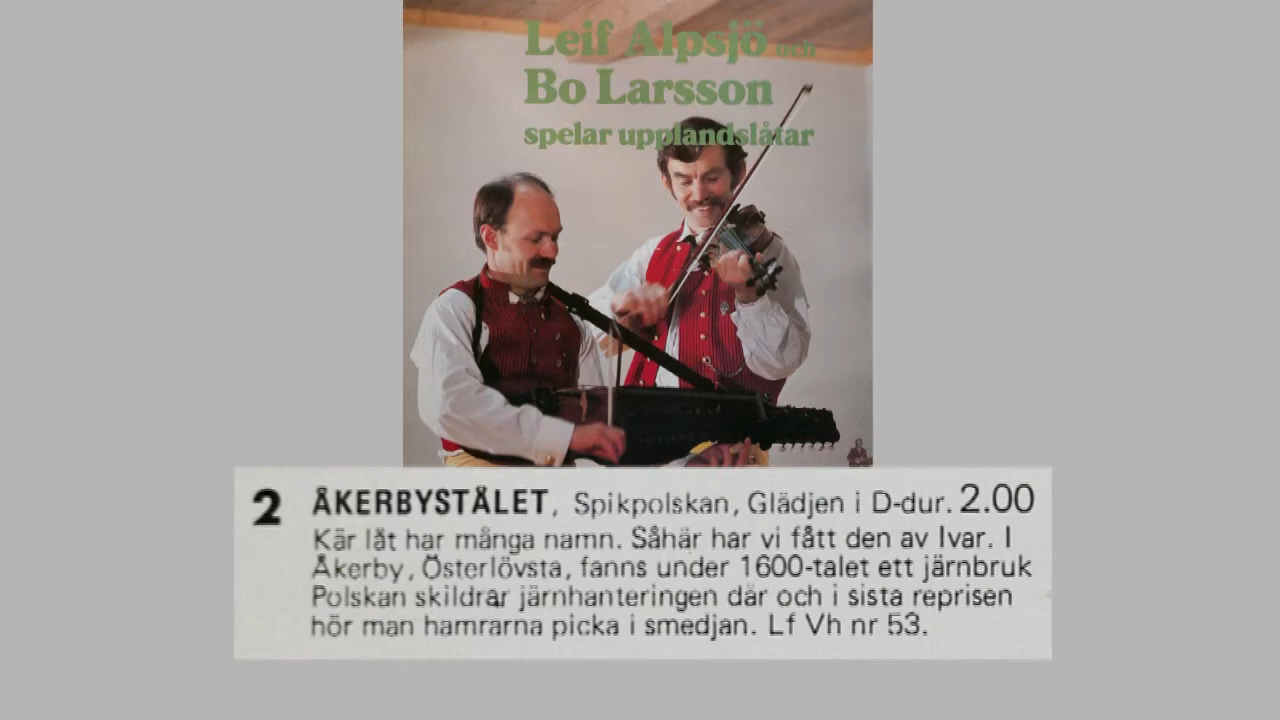 Leif Alpsjö och
Bo Larsson
spelar upplandslåtar
2 ÅKERBYSTÅLET, Spikpolskan, Glädjen i D-dur. 2.00
Kär låt har många namn. Såhär har vi fått den av Ivar. I
Åkerby, Österlövsta, fanns under 1600-talet ett järnbruk
Polskan skildrar järnhanteringen där och i sista reprisen
hör man hamrarna picka i smedjan. Lf Vh nr 53.